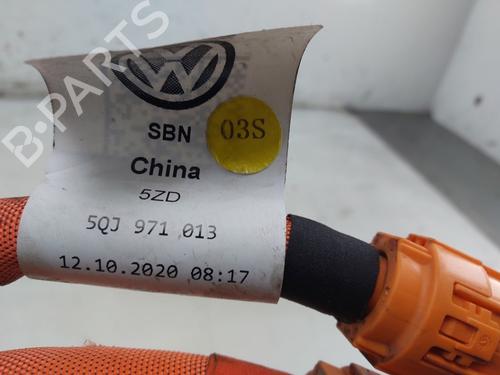 B-PARTS
SBN
03S
China
5ZD
5QJ 971 013
12.10.2020 08:17